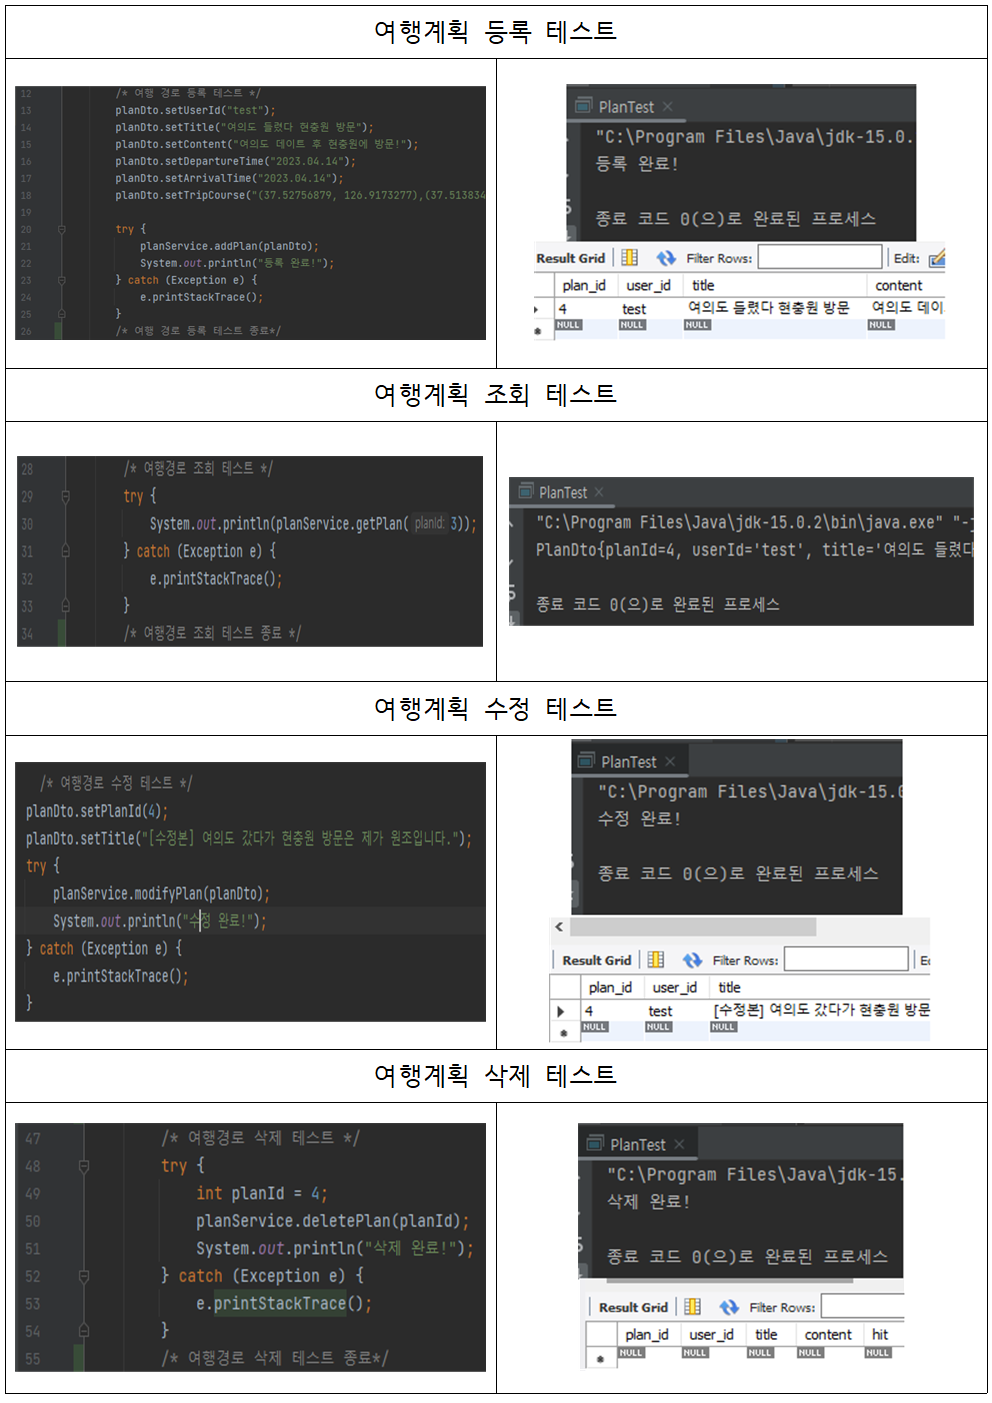 여행계획 등록 테스트
12 /* 여행 경로 등록 테스트 */
13 planDto.setUserId("test");
14 planDto.setTitle("여의도 들렸다 현충원 방문");
15 planDto.setContent("여의도 데이트 후 현충원에 방문!");
16 planDto.setDepartureTime("2023.04.14");
17 planDto.setArrivalTime("2023.04.14");
18 planDto.setTripCourse("(37.52756879, 126.9173277),(37.513834
19
20 try {
21 planService.addPlan(planDto);
22 System.out.println("등록 완료!");
23 } catch (Exception e) {
24 e.printStackTrace();
25 }
26 /* 여행 경로 등록 테스트 종료*/
PlanTest ×
"C:\Program Files\Java\jdk-15.0.
등록 완료!
종료 코드 0(으)로 완료된 프로세스
Result Grid Filter Rows: Edit:
plan_id user_id title content
4 test 여의도 들렸다 현충원 방문 여의도 데이
NULL NULL NULL NULL
여행계획 조회 테스트
28 /* 여행경로 조회 테스트 */
29 try {
30 System.out.println(planService.getPlan( planId: 3));
31 } catch (Exception e) {
32 e.printStackTrace();
33 }
34 /* 여행경로 조회 테스트 종료 */
PlanTest ×
"C:\Program Files\Java\jdk-15.0.2\bin\java.exe" "-j
PlanDto{planId=4, userId='test', title='여의도 들렸다
종료 코드 0(으)로 완료된 프로세스
여행계획 수정 테스트
/* 여행경로 수정 테스트 */
planDto.setPlanId(4);
planDto.setTitle("[수정본] 여의도 갔다가 현충원 방문은 제가 원조입니다.");
try {
planService.modifyPlan(planDto);
System.out.println("수정 완료!");
} catch (Exception e) {
e.printStackTrace();
}
PlanTest ×
"C:\Program Files\Java\jdk-15.0
수정 완료!
종료 코드 0(으)로 완료된 프로세스
Result Grid Filter Rows: Ec
plan_id user_id title
4 test [수정본] 여의도 갔다가 현충원 방문
NULL NULL NULL
여행계획 삭제 테스트
47 /* 여행경로 삭제 테스트 */
48 try {
49 int planId = 4;
50 planService.deletePlan(planId);
51 System.out.println("삭제 완료!");
52 } catch (Exception e) {
53 e.printStackTrace();
54 }
55 /* 여행경로 삭제 테스트 종료*/
PlanTest ×
"C:\Program Files\Java\jdk-15.
삭제 완료!
종료 코드 0(으)로 완료된 프로세스
Result Grid Filter Rows:
plan_id user_id title content hit
NULL NULL NULL NULL NULL